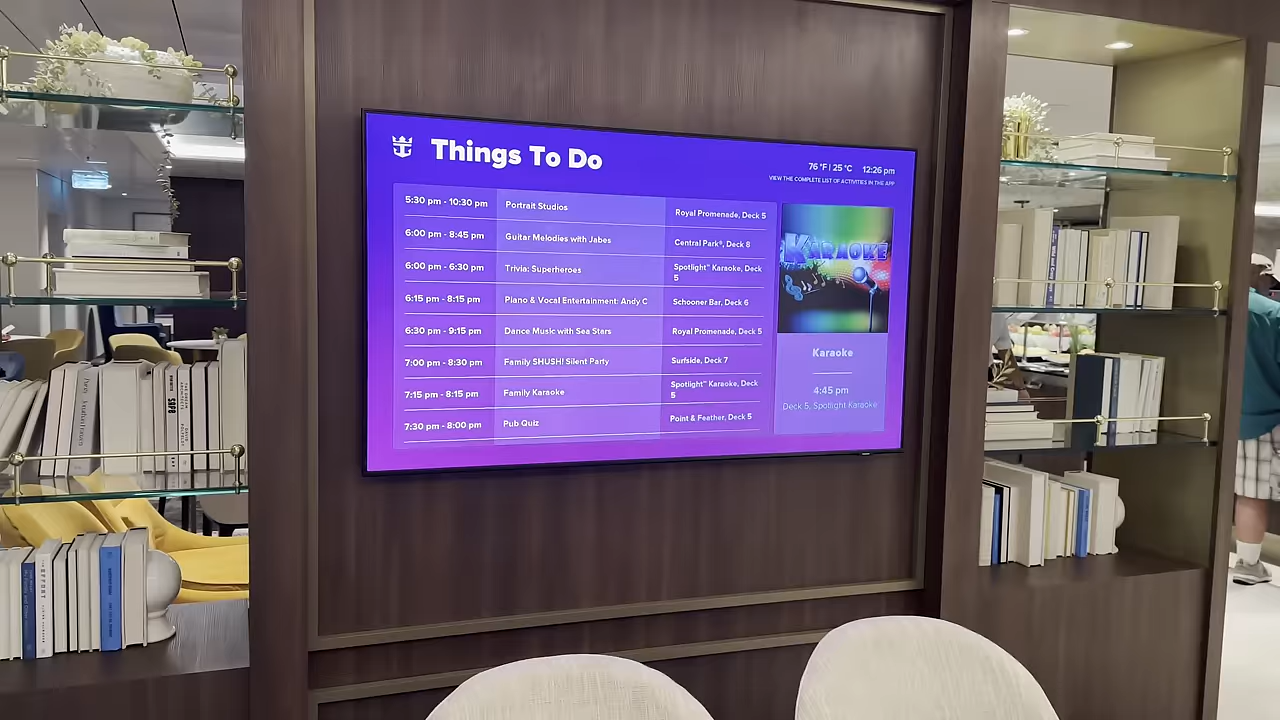 Things To Do
76 °F | 25 °C 12:26 pm
VIEW THE COMPLETE LIST OF ACTIVITIES IN THE APP
5:30 pm - 10:30 pm Portrait Studios Royal Promenade, Deck 5
6:00 pm - 8:45 pm Guitar Melodies with Jabes Central Park®, Deck 8
6:00 pm - 6:30 pm Trivia: Superheroes Spotlight™ Karaoke, Deck
5
6:15 pm - 8:15 pm Piano & Vocal Entertainment: Andy C Schooner Bar, Deck 6
6:30 pm - 9:15 pm Dance Music with Sea Stars Royal Promenade, Deck 5
7:00 pm - 8:30 pm Family SHUSH! Silent Party Surfside, Deck 7
7:15 pm - 8:15 pm Family Karaoke Spotlight™ Karaoke, Deck
5
7:30 pm - 8:00 pm Pub Quiz Point & Feather, Deck 5
KARAOKE
Karaoke
4:45 pm
Deck 5, Spotlight Karaoke